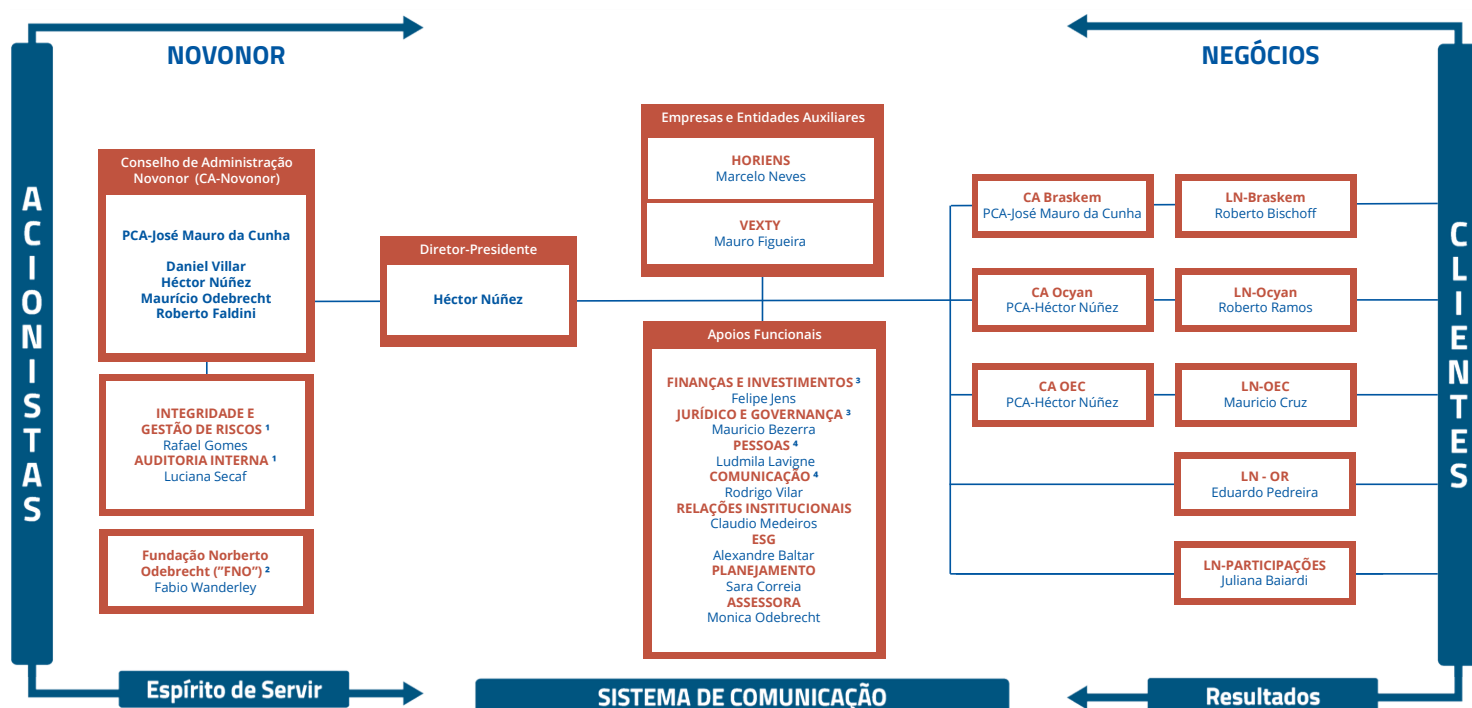 NOVONOR
NEGÓCIOS
ACIONISTAS
Conselho de Administração
Novonor (CA-Novonor)
PCA-José Mauro da Cunha
Daniel Villar
Héctor Núñez
Maurício Odebrecht
Roberto Faldini
INTEGRIDADE E
GESTÃO DE RISCOS ¹
Rafael Gomes
AUDITORIA INTERNA ¹
Luciana Secaf
Fundação Norberto
Odebrecht (”FNO”) ²
Fabio Wanderley
Diretor-Presidente
Héctor Núñez
Empresas e Entidades Auxiliares
HORIENS
Marcelo Neves
VEXTY
Mauro Figueira
Apoios Funcionais
FINANÇAS E INVESTIMENTOS ³
Felipe Jens
JURÍDICO E GOVERNANÇA ³
Mauricio Bezerra
PESSOAS ⁴
Ludmila Lavigne
COMUNICAÇÃO ⁴
Rodrigo Vilar
RELAÇÕES INSTITUCIONAIS
Claudio Medeiros
ESG
Alexandre Baltar
PLANEJAMENTO
Sara Correia
ASSESSORA
Monica Odebrecht
CA Braskem
PCA-José Mauro da Cunha
LN-Braskem
Roberto Bischoff
CA Ocyan
PCA-Héctor Núñez
LN-Ocyan
Roberto Ramos
CA OEC
PCA-Héctor Núñez
LN-OEC
Mauricio Cruz
LN - OR
Eduardo Pedreira
LN-PARTICIPAÇÕES
Juliana Baiardi
CLIENTES
Espírito de Servir
SISTEMA DE COMUNICAÇÃO
Resultados